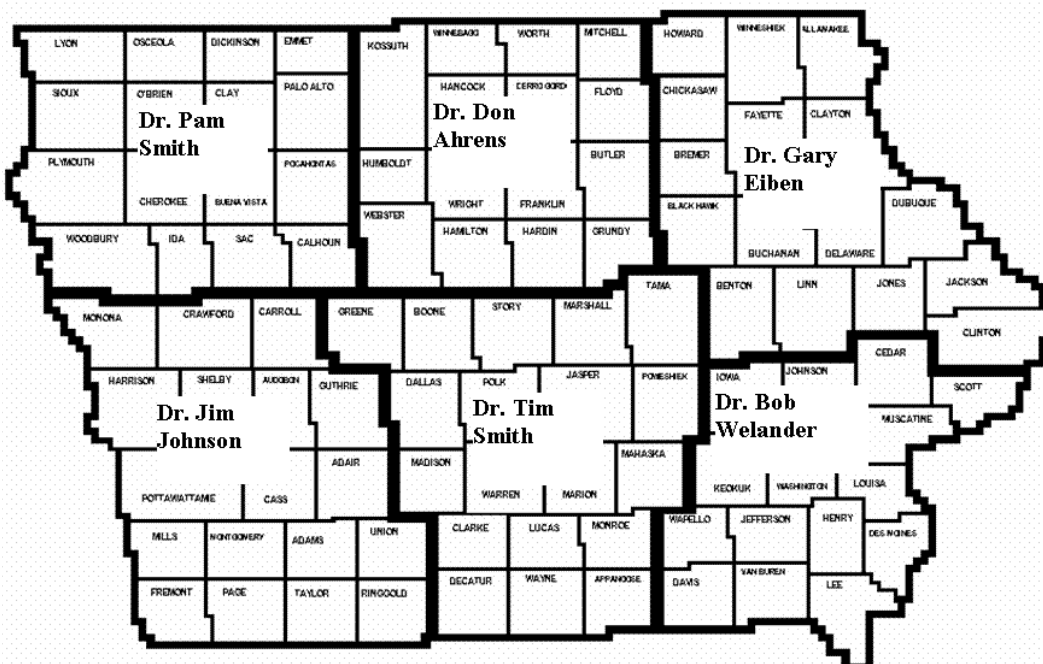 LYON OSCEOLA DICKINSON EMMET
SIOUX O'BRIEN CLAY PALO ALTO
Dr. Pam
Smith
PLYMOUTH POCAHONTAS
CHEROKEE BUENA VISTA
WOODBURY IDA SAC CALHOUN
KOSSUTH WINNEBAGO WORTH MITCHELL
HANCOCK CERRO GORD FLOYD
Dr. Don
Ahrens
HUMBOLDT BUTLER
WEBSTER WRIGHT FRANKLIN
HAMILTON HARDIN GRUNDY
HOWARD WINNESHIEK ALLAMAKEE
CHICKASAW FAYETTE CLAYTON
Dr. Gary
Eiben
BREMER
BLACK HAWK DUBUQUE
BUCHANAN DELAWARE
BENTON LINN JONES JACKSON
CLINTON
MONONA CRAWFORD CARROLL
HARRISON SHELBY AUDOBON GUTHRIE
Dr. Jim
Johnson
ADAIR
POTTAWATTAMIE CASS
MILLS MONTGOMERY ADAMS UNION
FREMONT PAGE TAYLOR RINGGOLD
GREENE BOONE STORY MARSHALL TAMA
DALLAS POLK JASPER POWESHIEK
Dr. Tim
Smith
MADISON MAHASKA
WARREN MARION
CLARKE LUCAS MONROE
DECATUR WAYNE APPANOOSE
CEDAR
IOWA JOHNSON SCOTT
Dr. Bob
Welander
MUSCATINE
KEOKUK WASHINGTON LOUISA
WAPELLO JEFFERSON HENRY DES MOINES
DAVIS VAN BUREN LEE